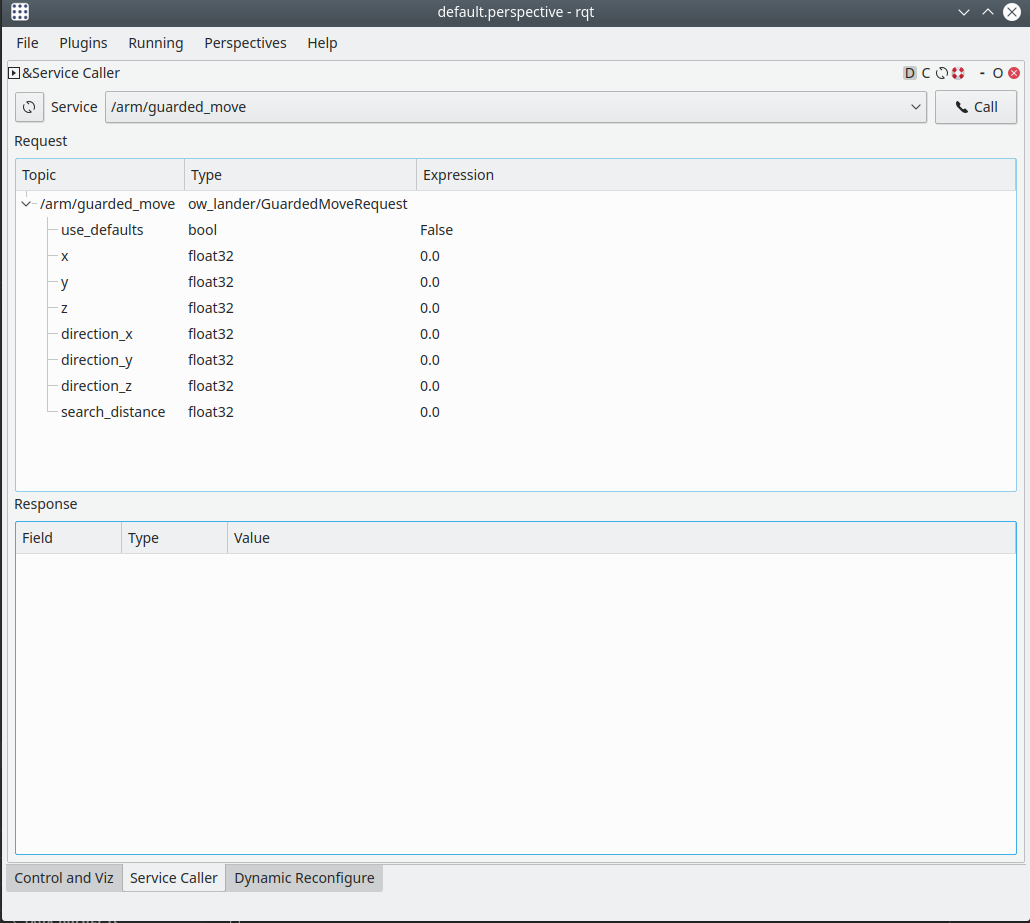 default.perspective - rqt
File Plugins Running Perspectives Help
&Service Caller D C - O
Service /arm/guarded_move Call
Request
Topic Type Expression
/arm/guarded_move ow_lander/GuardedMoveRequest
use_defaults bool False
x float32 0.0
y float32 0.0
z float32 0.0
direction_x float32 0.0
direction_y float32 0.0
direction_z float32 0.0
search_distance float32 0.0
Response
Field Type Value
Control and Viz Service Caller Dynamic Reconfigure